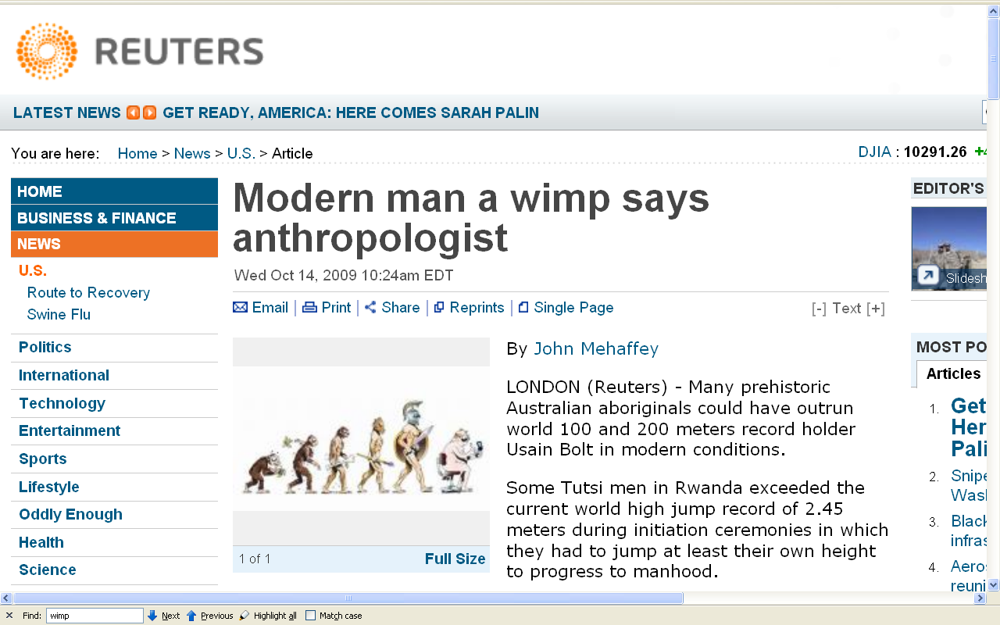 REUTERS
LATEST NEWS GET READY, AMERICA: HERE COMES SARAH PALIN
You are here: Home > News > U.S. > Article
DJIA : 10291.26
HOME
BUSINESS & FINANCE
NEWS
U.S.
Route to Recovery
Swine Flu
Politics
International
Technology
Entertainment
Sports
Lifestyle
Oddly Enough
Health
Science
Modern man a wimp says
anthropologist
Wed Oct 14, 2009 10:24am EDT
Email | Print | Share | Reprints | Single Page
[-] Text [+]
1 of 1
Full Size
By John Mehaffey
LONDON (Reuters) - Many prehistoric
Australian aboriginals could have outrun
world 100 and 200 meters record holder
Usain Bolt in modern conditions.
Some Tutsi men in Rwanda exceeded the
current world high jump record of 2.45
meters during initiation ceremonies in which
they had to jump at least their own height
to progress to manhood.
EDITOR'S
Slidesh
MOST PO
Articles
1. Get
Her
Pali
2. Snipe
Was
3. Black
infras
4. Aero
reuni
Find: wimp Next Previous Highlight all Match case